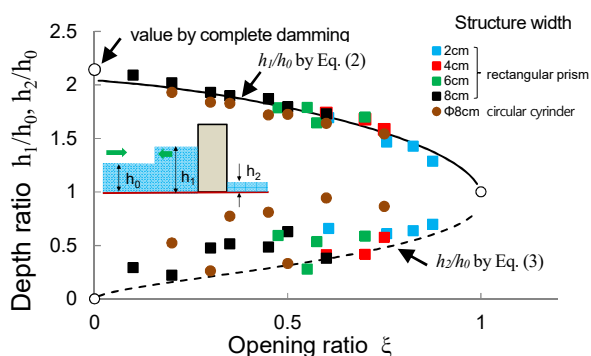 Structure width
value by complete damming
h₁/h₀ by Eq. (2)
2cm
4cm
6cm
8cm
rectangular prism
Φ8cm circular cylinder
Depth ratio h₁/h₀, h₂/h₀
2.5
2
1.5
1
0.5
0
h₀
h₁
h₂
h₂/h₀ by Eq. (3)
0
0.5
1
Opening ratio ξ